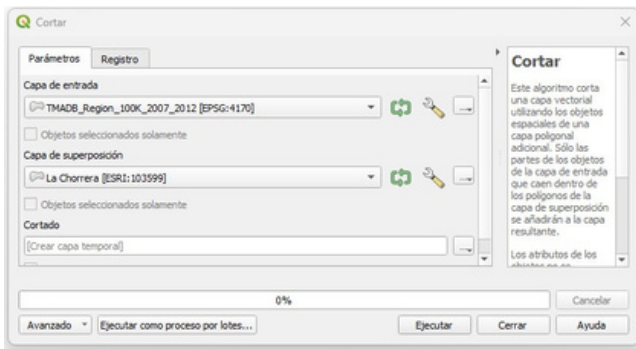 Cortar
Parámetros Registro
Capa de entrada
TMADB_Region_100K_2007_2012 [EPSG:4170]
Objetos seleccionados solamente
Capa de superposición
La Chorrera [ESRI:103599]
Objetos seleccionados solamente
Cortado
[Crear capa temporal]
Cortar
Este algoritmo corta
una capa vectorial
utilizando los objetos
espaciales de una
capa poligonal
adicional. Sólo las
partes de los objetos
de la capa de entrada
que caen dentro de
los polígonos de la
capa de superposición
se añadirán a la capa
resultante.
Los atributos de los
0%
Cancelar
Avanzado Ejecutar como proceso por lotes... Ejecutar Cerrar Ayuda